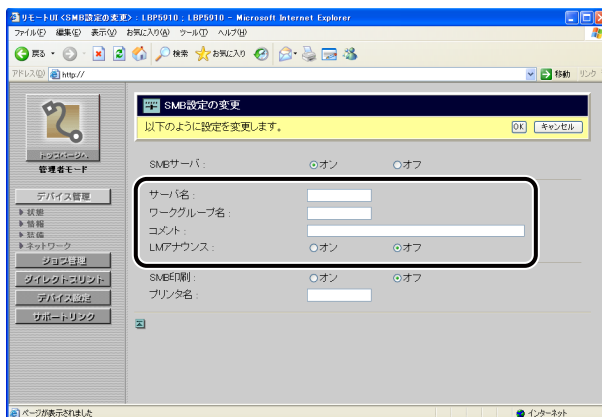 リモートUI <SMB設定の変更> : LBP5910 ; LBP5910 - Microsoft Internet Explorer
ファイル(F) 編集(E) 表示(V) お気に入り(A) ツール(T) ヘルプ(H)
戻る 検索 お気に入り
アドレス(D) http:// 移動 リンク
SMB設定の変更
以下のように設定を変更します。 OK キャンセル
トップページへ
管理者モード
デバイス管理
状態
情報
装備
ネットワーク
ジョブ管理
ダイレクトプリント
デバイス設定
サポートリンク
SMBサーバ : オン オフ
サーバ名 :
ワークグループ名 :
コメント :
LMアナウンス : オン オフ
SMB印刷 : オン オフ
プリンタ名 :
ページが表示されました インターネット